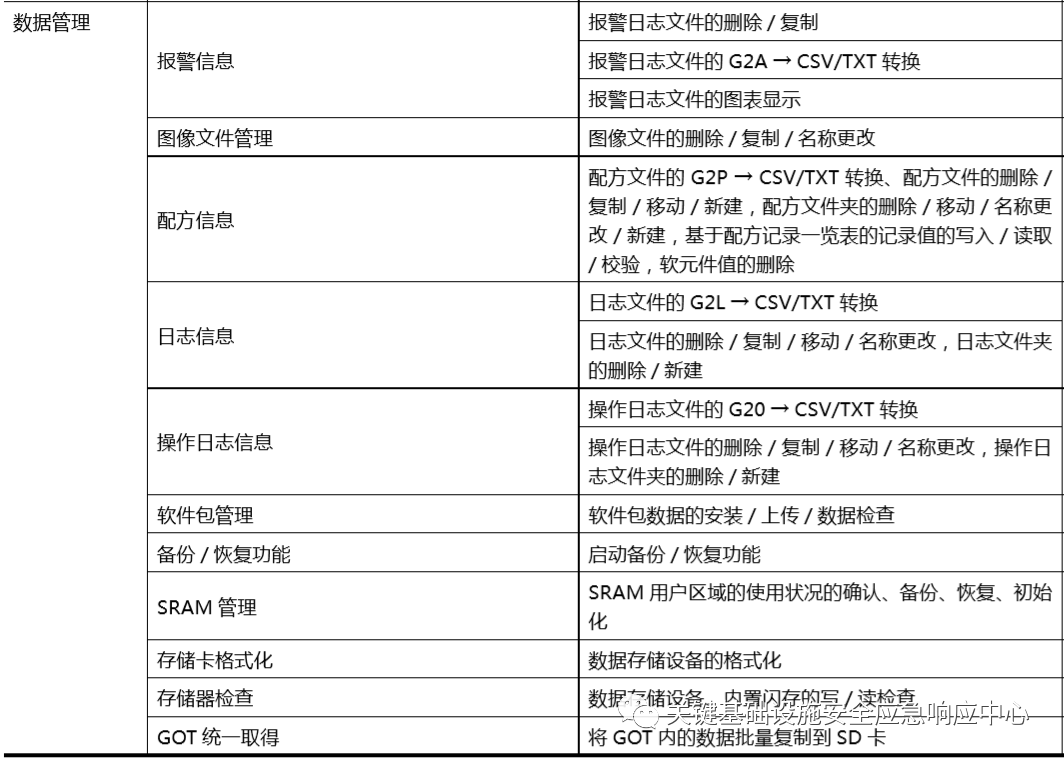 数据管理
报警信息
报警日志文件的删除 / 复制
报警日志文件的 G2A → CSV/TXT 转换
报警日志文件的图表显示
图像文件管理
图像文件的删除 / 复制 / 名称更改
配方信息
配方文件的 G2P → CSV/TXT 转换、配方文件的删除 /
复制 / 移动 / 新建，配方文件夹的删除 / 移动 / 名称更
改 / 新建，基于配方记录一览表的记录值的写入 / 读取
/ 校验，软元件值的删除
日志信息
日志文件的 G2L → CSV/TXT 转换
日志文件的删除 / 复制 / 移动 / 名称更改，日志文件夹
的删除 / 新建
操作日志信息
操作日志文件的 G20 → CSV/TXT 转换
操作日志文件的删除 / 复制 / 移动 / 名称更改，操作日
志文件夹的删除 / 新建
软件包管理
软件包数据的安装 / 上传 / 数据检查
备份 / 恢复功能
启动备份 / 恢复功能
SRAM 管理
SRAM 用户区域的使用状况的确认、备份、恢复、初始
化
存储卡格式化
数据存储设备的格式化
存储器检查
数据存储设备、内置闪存的写 / 读检查
关键基础设施安全应急响应中心
GOT 统一取得
将 GOT 内的数据批量复制到 SD 卡